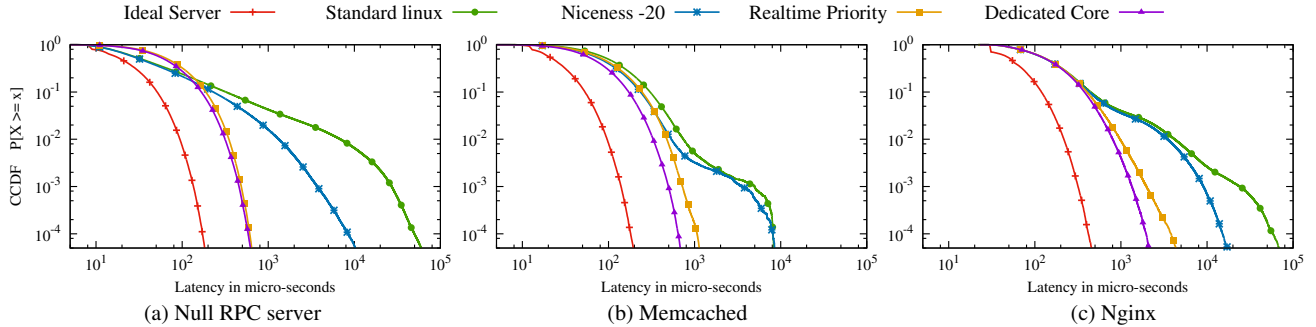 Ideal Server Standard linux Niceness -20 Realtime Priority Dedicated Core
CCDF P[X >= x]
10^0
10^-1
10^-2
10^-3
10^-4
10^1 10^2 10^3 10^4 10^5
Latency in micro-seconds
(a) Null RPC server
10^0
10^-1
10^-2
10^-3
10^-4
10^1 10^2 10^3 10^4 10^5
Latency in micro-seconds
(b) Memcached
10^0
10^-1
10^-2
10^-3
10^-4
10^1 10^2 10^3 10^4 10^5
Latency in micro-seconds
(c) Nginx